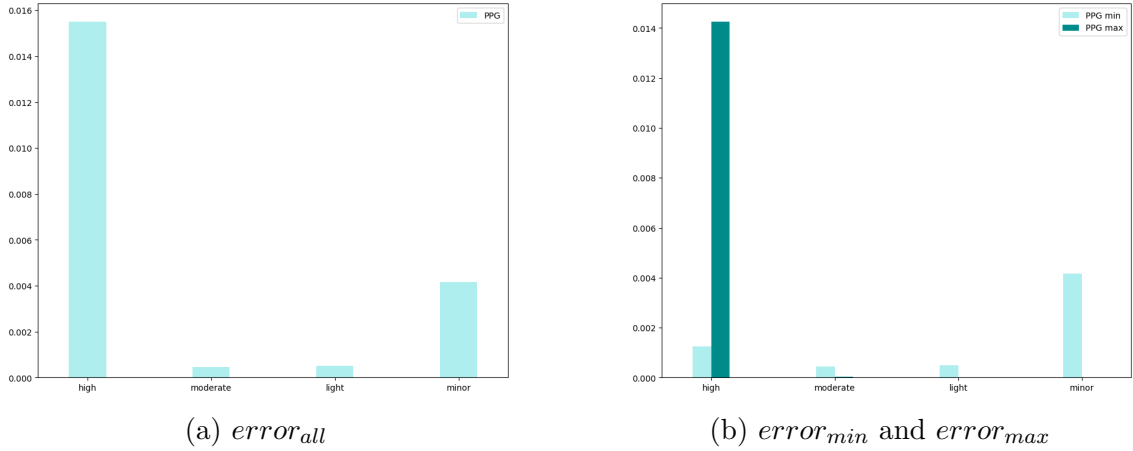 0.016
0.014
0.012
0.010
0.008
0.006
0.004
0.002
0.000
high moderate light minor
PPG
(a) error_all
0.014
0.012
0.010
0.008
0.006
0.004
0.002
0.000
high moderate light minor
PPG min
PPG max
(b) error_min and error_max